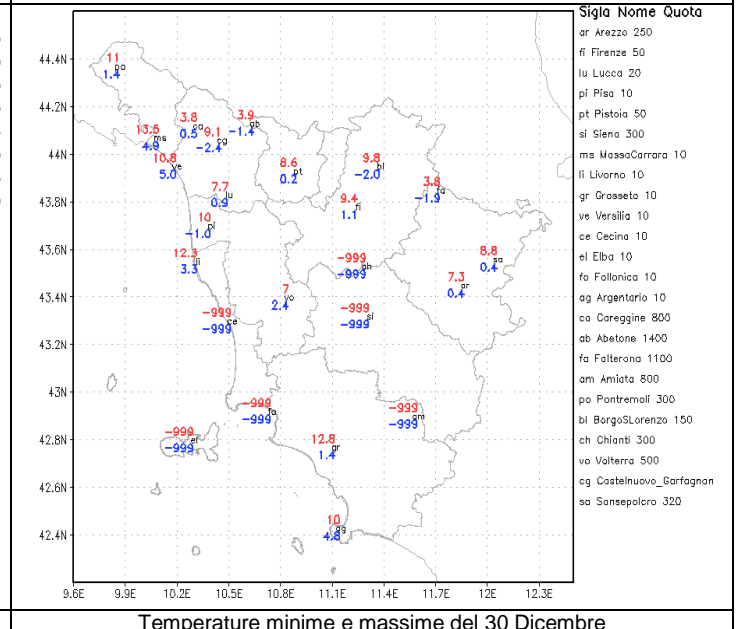 Sigla Nome Quota
ar Arezzo 250
fi Firenze 50
lu Lucca 20
pi Pisa 10
pt Pistoia 50
si Siena 300
ms MassaCarrara 10
li Livorno 10
gr Grosseto 10
ve Versilia 10
ce Cecina 10
el Elba 10
fo Follonica 10
ag Argentario 10
ca Careggine 800
ab Abetone 1400
fa Falterona 1100
am Amiata 800
po Pontremoli 300
bl BorgoSLorenzo 150
ch Chianti 300
vo Valterra 500
cg Castelnuovo_Garfagnan
sa Sansepolcro 320
44.4N
44.2N
44N
43.8N
43.6N
43.4N
43.2N
43N
42.8N
42.6N
42.4N
11
po
1.4
3.8
ca
0.5
3.9
ab
-1.4
13.5
ms
4.9
9.1
cg
-2.4
10.8
ve
5.0
8.6
pt
0.2
9.8
bl
-2.0
7.7
lu
0.9
3.8
fa
-1.9
9.4
fi
1.1
10
pi
-1.0
12.3
li
3.3
8.8
sa
0.4
-999
ch
-999
7.3
ar
0.4
7
vo
2.4
-999
ce
-999
-999
si
-999
-999
fo
-999
-999
am
-999
-999
el
-999
12.8
gr
1.4
10
ag
4.8
9.6E 9.9E 10.2E 10.5E 10.8E 11.1E 11.4E 11.7E 12E 12.3E
Temperature minime e massime del 30 Dicembre